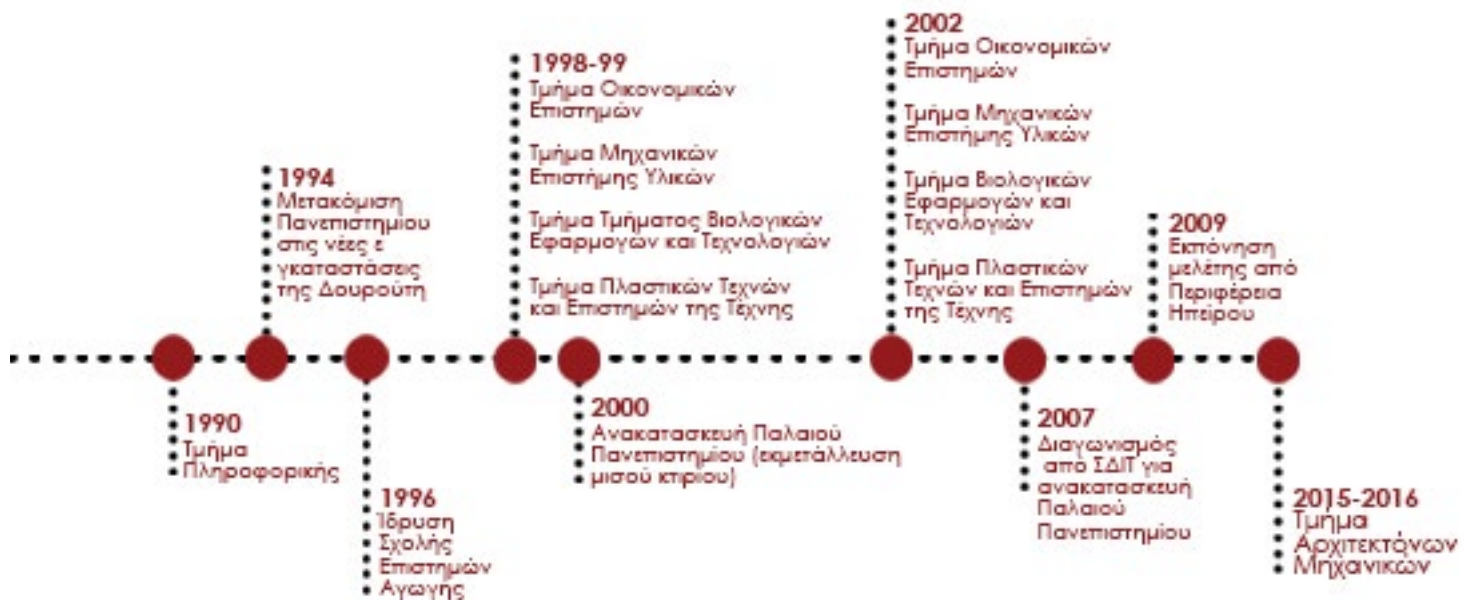 1990
Τμήμα
Πληροφορικής
1994
Μετακόμιση
Πανεπιστημίου
στις νέες ε
γκαταστάσεις
της Δουρούτη
1996
Ίδρυση
Σχολής
Επιστημών
Αγωγής
1998-99
Τμήμα Οικονομικών
Επιστημών
Τμήμα Μηχανικών
Επιστήμης Υλικών
Τμήμα Τμήματος Βιολογικών
Εφαρμογών και Τεχνολογιών
Τμήμα Πλαστικών Τεχνών
και Επιστημών της Τέχνης
2000
Ανακατασκευή Παλαιού
Πανεπιστημίου (εκμετάλλευση
μισού κτιρίου)
2002
Τμήμα Οικονομικών
Επιστημών
Τμήμα Μηχανικών
Επιστήμης Υλικών
Τμήμα Βιολογικών
Εφαρμογών και
Τεχνολογιών
Τμήμα Πλαστικών
Τεχνών και Επιστημών
της Τέχνης
2007
Διαγωνισμός
από ΣΔΙΤ για
ανακατασκευή
Παλαιού
Πανεπιστημίου
2009
Εκπόνηση
μελέτης από
Περιφέρεια
Ηπείρου
2015-2016
Τμήμα
Αρχιτεκτόνων
Μηχανικών